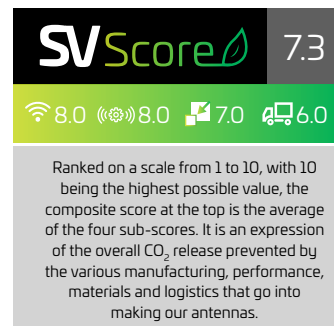 SVScore 7.3
8.0 8.0 7.0 6.0
Ranked on a scale from 1 to 10, with 10
being the highest possible value, the
composite score at the top is the average
of the four sub-scores. It is an expression
of the overall CO₂ release prevented by
the various manufacturing, performance,
materials and logistics that go into
making our antennas.